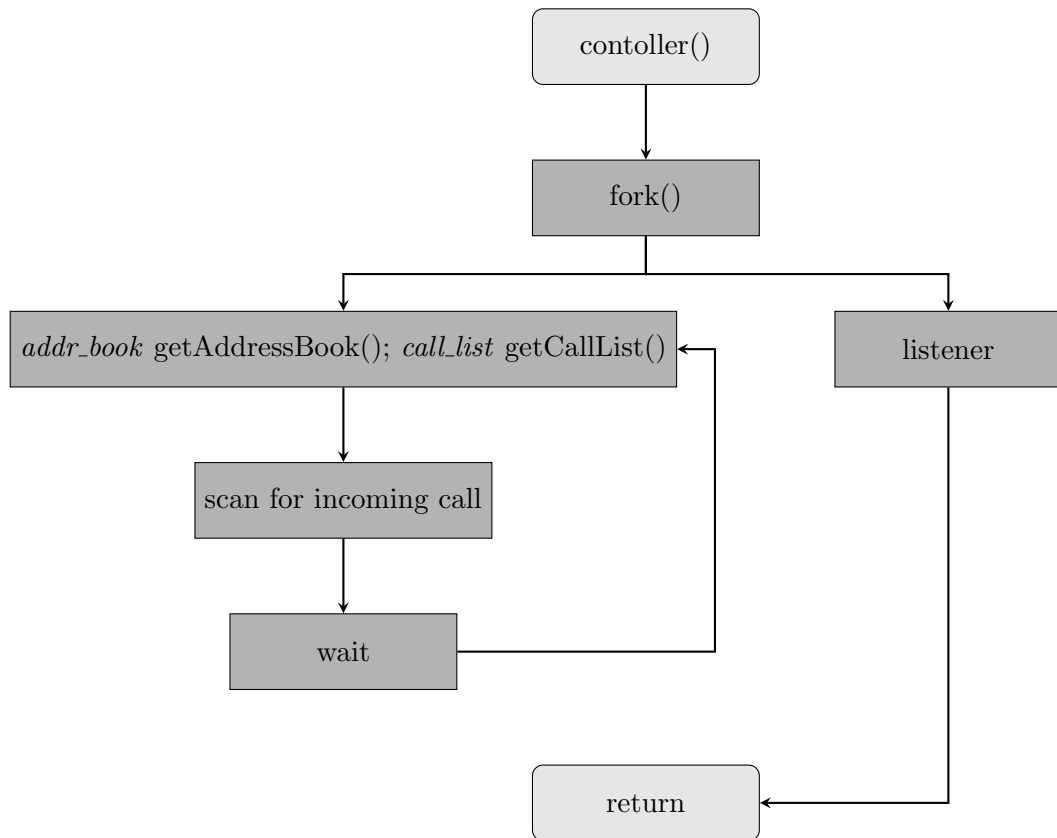 contoller()
fork()
addr_book getAddressBook(); call_list getCallList()
listener
scan for incoming call
wait
return